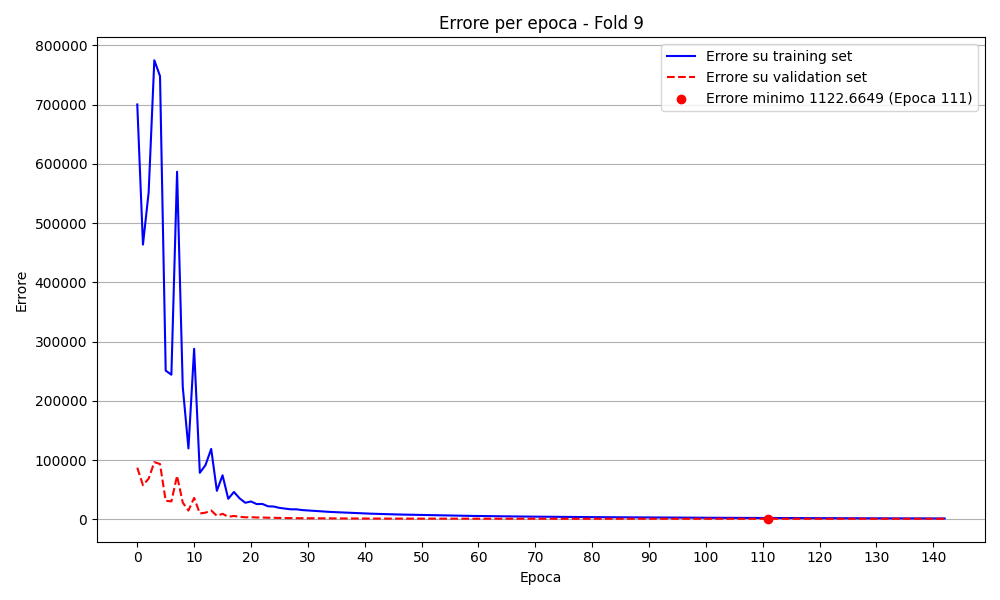 Errore per epoca - Fold 9
Errore su training set
Errore su validation set
Errore minimo 1122.6649 (Epoca 111)
800000
700000
600000
500000
400000
300000
200000
100000
0
Errore
0 10 20 30 40 50 60 70 80 90 100 110 120 130 140
Epoca